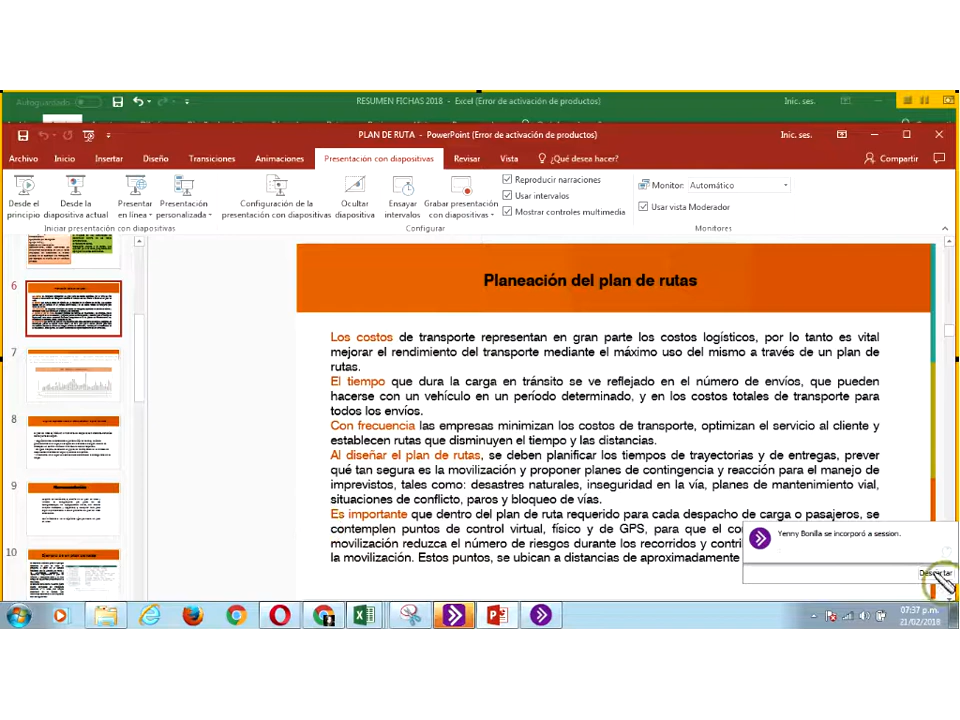 Autoguardado
RESUMEN FICHAS 2018 - Excel (Error de activación de productos)
Inic. ses.
PLAN DE RUTA - PowerPoint (Error de activación de productos)
Inic. ses.
Archivo Inicio Insertar Diseño Transiciones Animaciones Presentación con diapositivas Revisar Vista ¿Qué desea hacer? Compartir
Desde el principio
Desde la diapositiva actual
Presentar en línea
Presentación personalizada
Configuración de la presentación con diapositivas
Ocultar diapositiva
Ensayar intervalos
Grabar presentación con diapositivas
Reproducir narraciones
Usar intervalos
Mostrar controles multimedia
Monitor: Automático
Usar vista Moderador
Iniciar presentación con diapositivas
Configurar
Monitores
6
7
8
9
10
Planeación del plan de rutas
Los costos de transporte representan en gran parte los costos logísticos, por lo tanto es vital
mejorar el rendimiento del transporte mediante el máximo uso del mismo a través de un plan de
rutas.
El tiempo que dura la carga en tránsito se ve reflejado en el número de envíos, que pueden
hacerse con un vehículo en un período determinado, y en los costos totales de transporte para
todos los envíos.
Con frecuencia las empresas minimizan los costos de transporte, optimizan el servicio al cliente y
establecen rutas que disminuyen el tiempo y las distancias.
Al diseñar el plan de rutas, se deben planificar los tiempos de trayectorias y de entregas, prever
qué tan segura es la movilización y proponer planes de contingencia y reacción para el manejo de
imprevistos, tales como: desastres naturales, inseguridad en la vía, planes de mantenimiento vial,
situaciones de conflicto, paros y bloqueo de vías.
Es importante que dentro del plan de ruta requerido para cada despacho de carga o pasajeros, se
contemplen puntos de control virtual, físico y de GPS, para que el
movilización reduzca el número de riesgos durante los recorridos y
la movilización. Estos puntos, se ubican a distancias de aproximadamente
Yenny Bonilla se incorporó a session.
Descartar
07:37 p.m.
21/02/2018